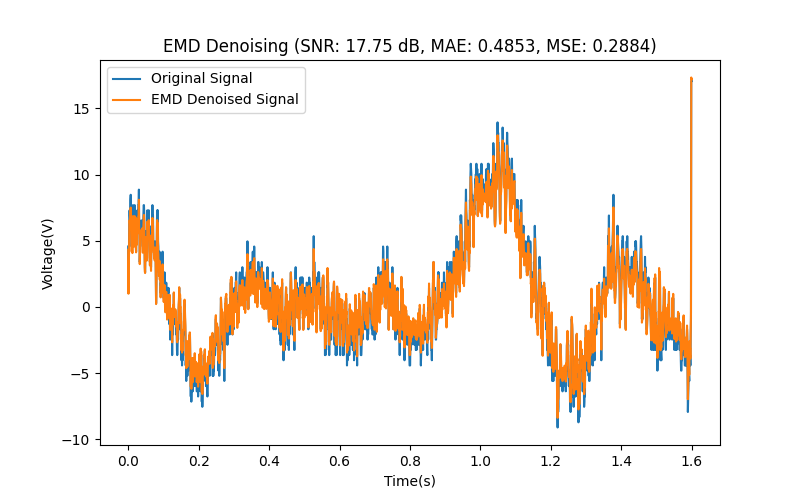 EMD Denoising (SNR: 17.75 dB, MAE: 0.4853, MSE: 0.2884)
Original Signal
EMD Denoised Signal
15
10
5
0
−5
−10
Voltage(V)
0.0 0.2 0.4 0.6 0.8 1.0 1.2 1.4 1.6
Time(s)